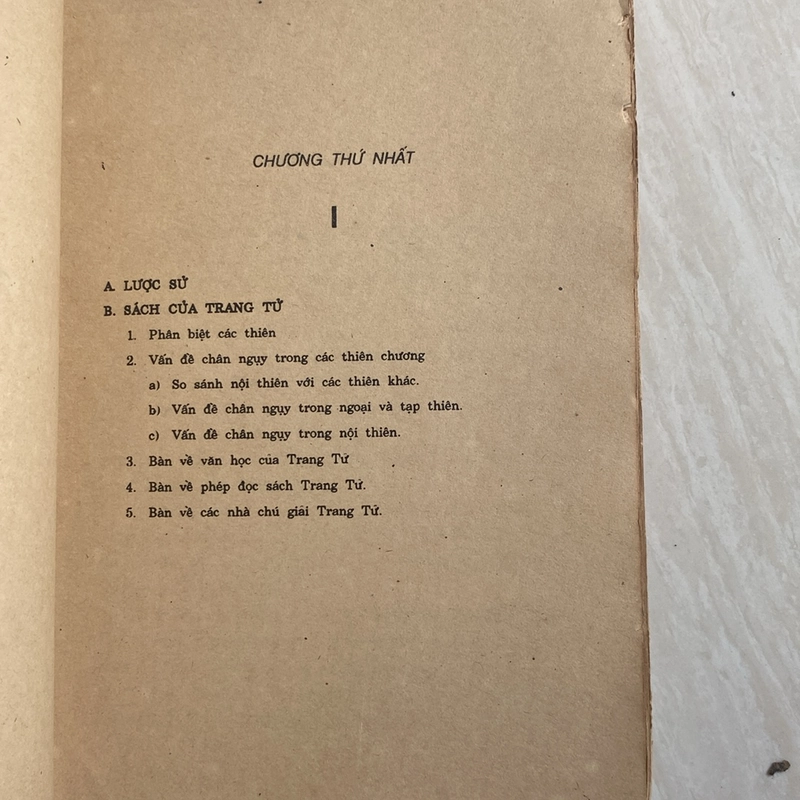 CHƯƠNG THỨ NHẤT
I
A. LƯỢC SỬ
B. SÁCH CỦA TRANG TỬ
1. Phân biệt các thiên
2. Vấn đề chân ngụy trong các thiên chương
a) So sánh nội thiên với các thiên khác.
b) Vấn đề chân ngụy trong ngoại và tạp thiên.
c) Vấn đề chân ngụy trong nội thiên.
3. Bàn về văn học của Trang Tử
4. Bàn về phép đọc sách Trang Tử.
5. Bàn về các nhà chú giải Trang Tử.